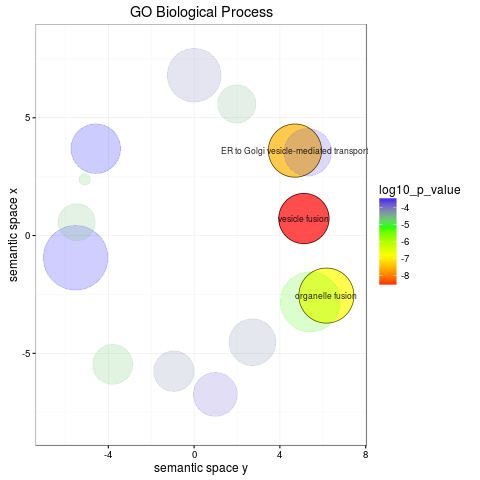 GO Biological Process
5
0
-5
-4
0
4
8
semantic space x
semantic space y
ER to Golgi vesicle-mediated transport
vesicle fusion
organelle fusion
log10_p_value
-4
-5
-6
-7
-8